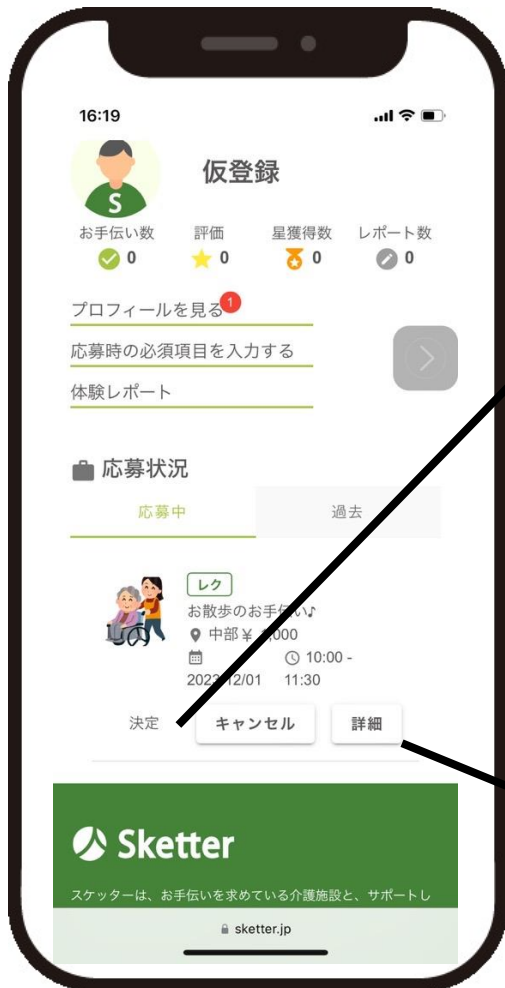 16:19
S
仮登録
お手伝い数 評価 星獲得数 レポート数
0 0 0 0
プロフィールを見る 1
応募時の必須項目を入力する
体験レポート
応募状況
応募中 過去
レク
お散歩のお手伝い♪
中部 ¥ ,000
10:00 -
2023/12/01 11:30
決定 キャンセル 詳細
Sketter
スケッターは、お手伝いを求めている介護施設と、サポートし
sketter.jp